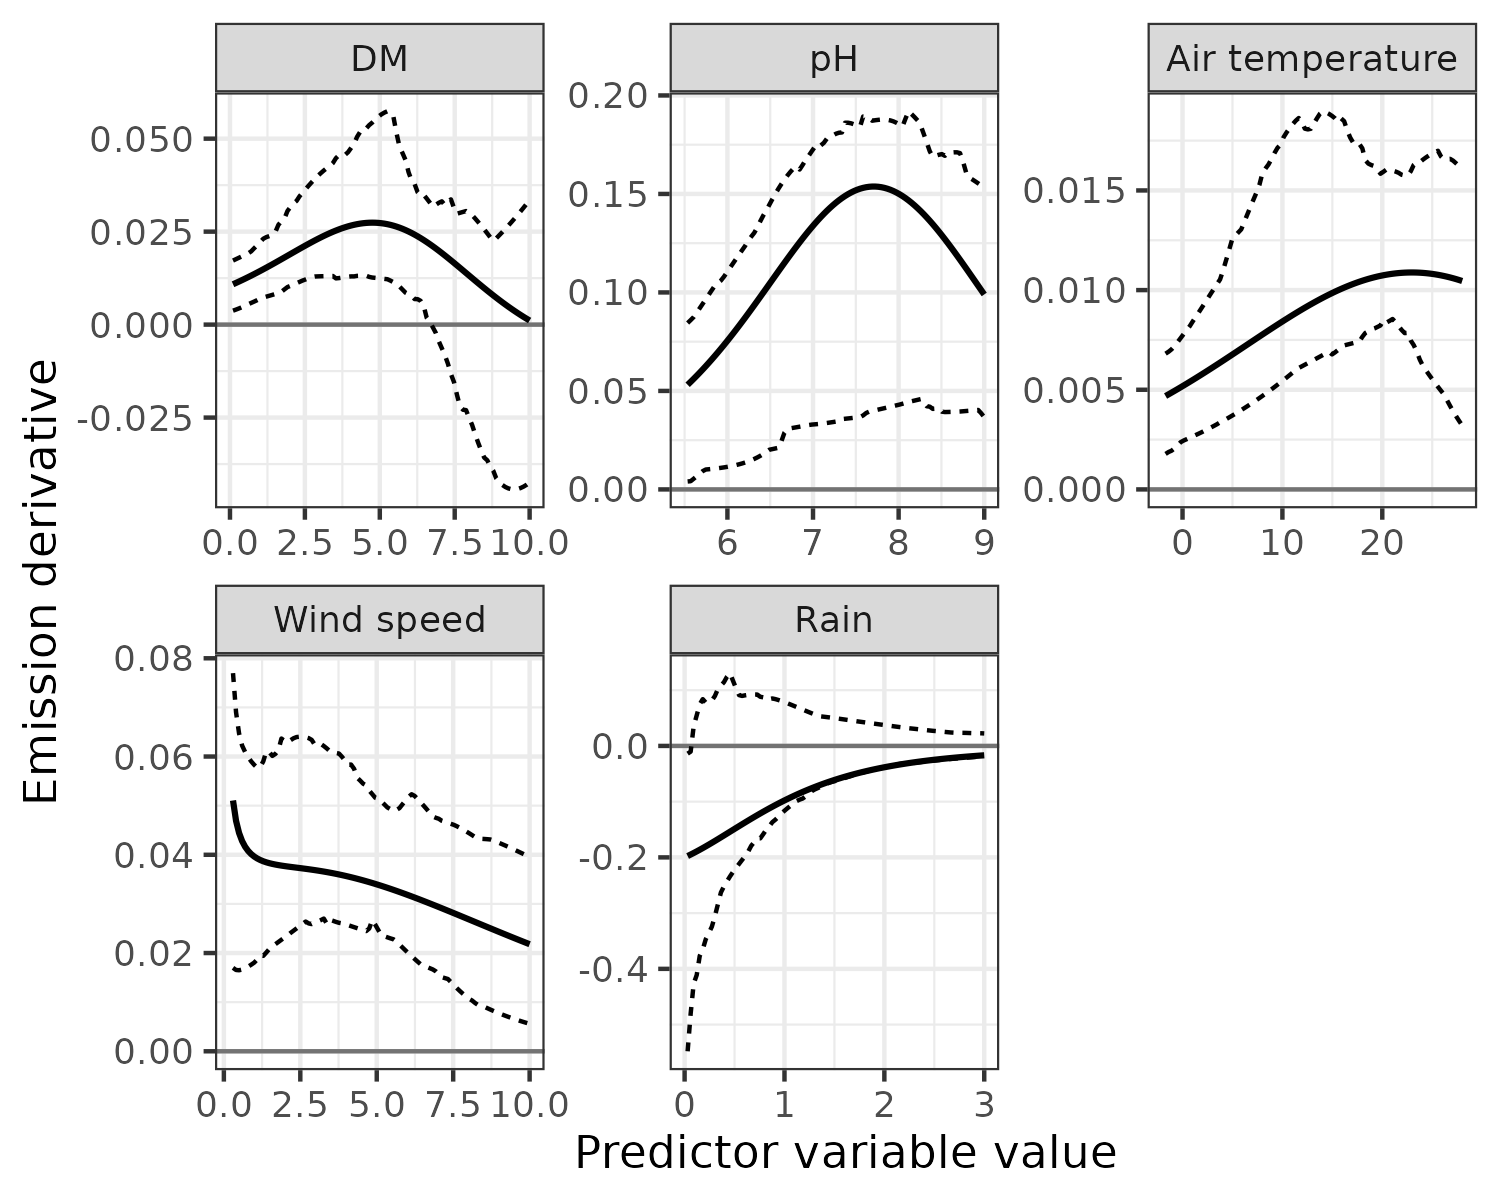 DM
pH
Air temperature
0.050
0.025
0.000
-0.025
0.0 2.5 5.0 7.5 10.0
0.20
0.15
0.10
0.05
0.00
6 7 8 9
0.015
0.010
0.005
0.000
0 10 20
Emission derivative
Wind speed
Rain
0.08
0.06
0.04
0.02
0.00
0.0 2.5 5.0 7.5 10.0
0.0
-0.2
-0.4
0 1 2 3
Predictor variable value